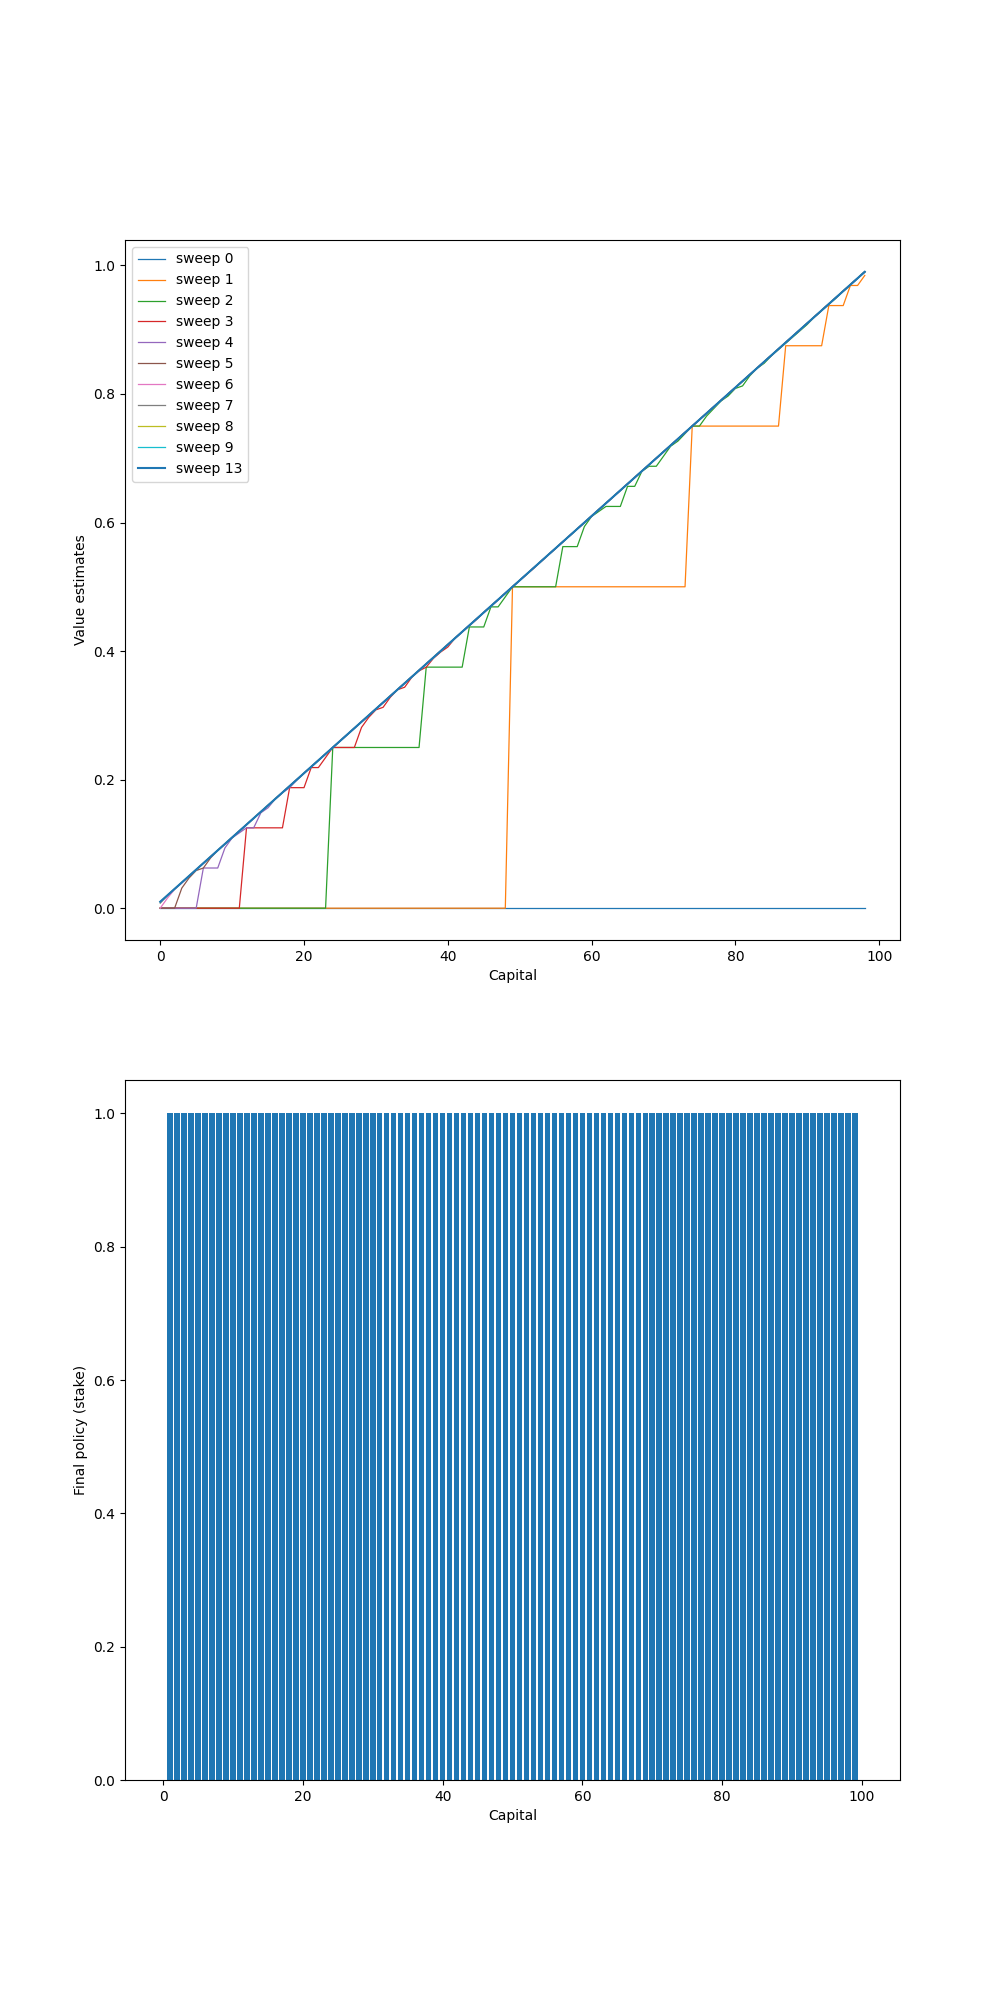 sweep 0
sweep 1
sweep 2
sweep 3
sweep 4
sweep 5
sweep 6
sweep 7
sweep 8
sweep 9
sweep 13
1.0
0.8
0.6
0.4
0.2
0.0
Value estimates
0 20 40 60 80 100
Capital
1.0
0.8
0.6
0.4
0.2
0.0
Final policy (stake)
0 20 40 60 80 100
Capital